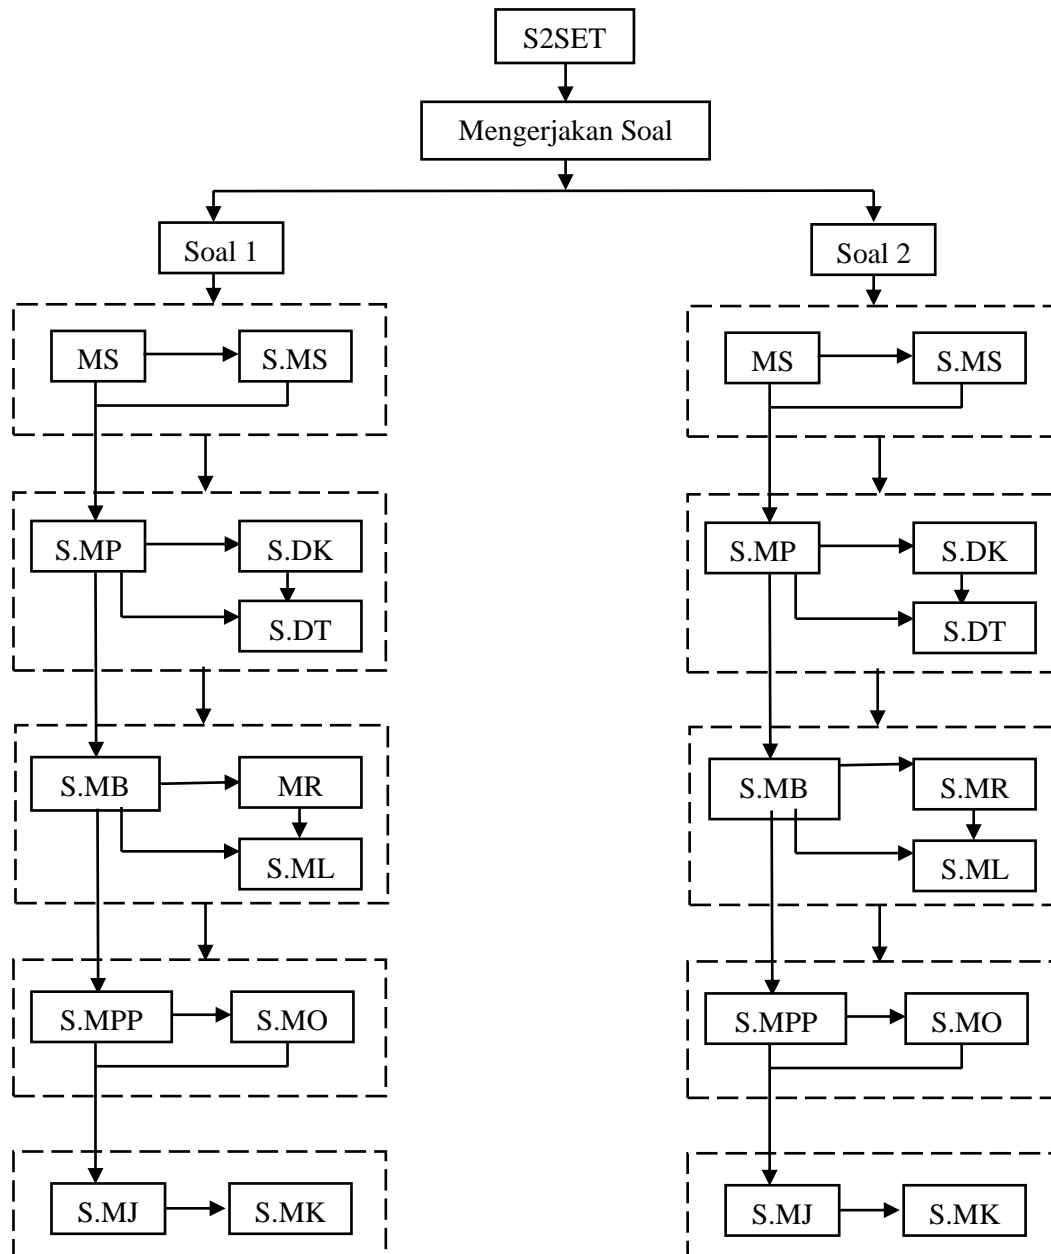 S2SET
Mengerjakan Soal
Soal 1
Soal 2
MS
S.MS
MS
S.MS
S.MP
S.DK
S.DT
S.MP
S.DK
S.DT
S.MB
MR
S.ML
S.MB
S.MR
S.ML
S.MPP
S.MO
S.MPP
S.MO
S.MJ
S.MK
S.MJ
S.MK